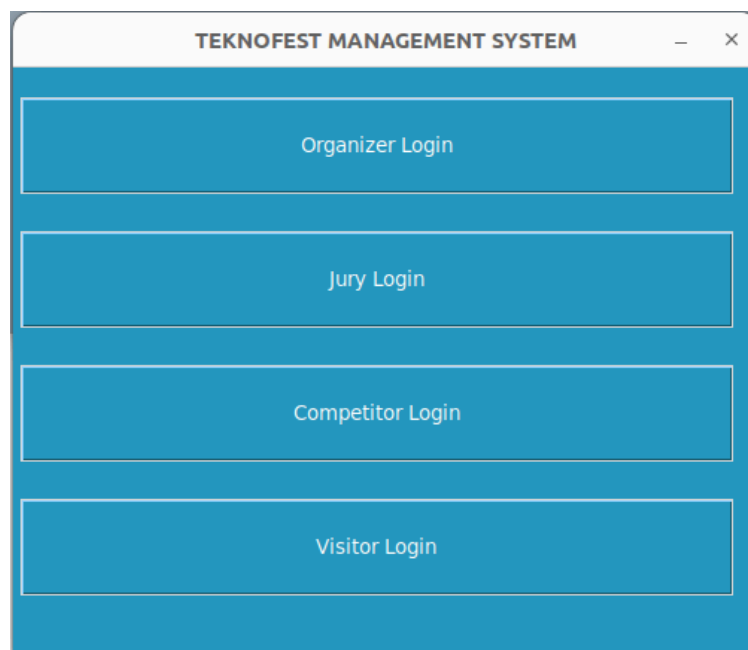 TEKNOFEST MANAGEMENT SYSTEM
Organizer Login
Jury Login
Competitor Login
Visitor Login